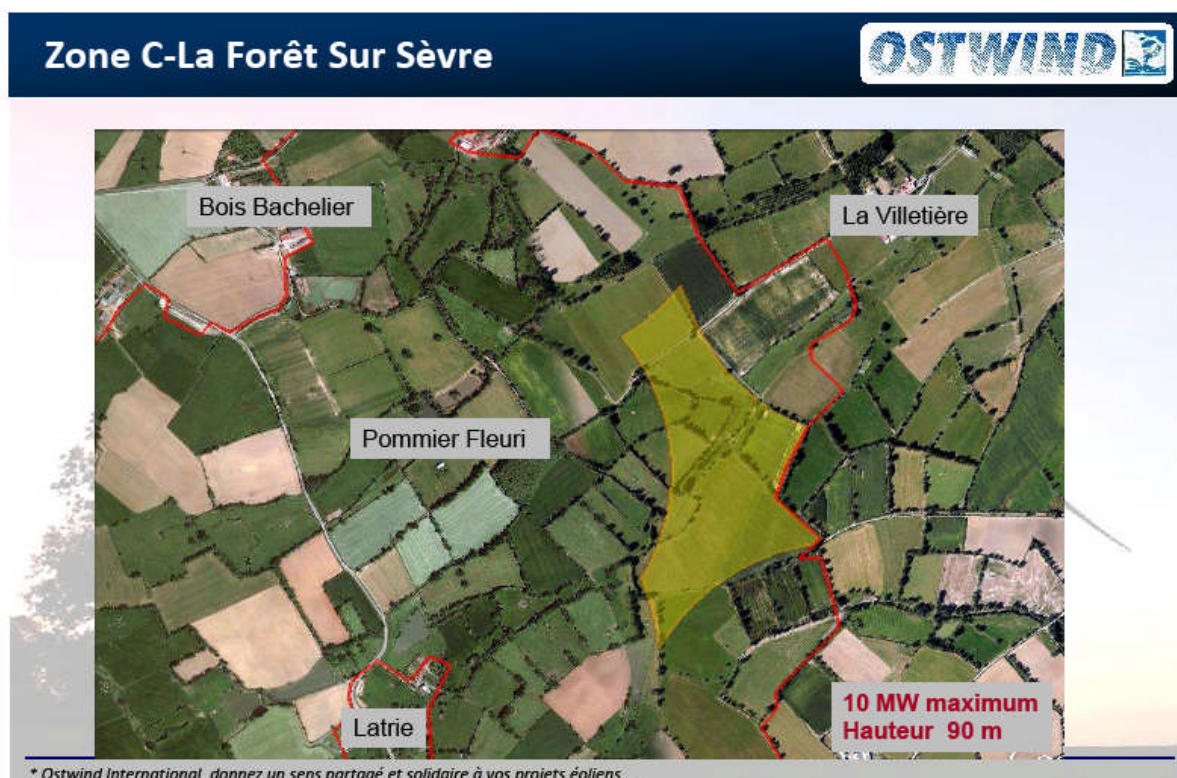 Zone C-La Forêt Sur Sèvre
OSTWIND
Bois Bachelier
La Villetière
Pommier Fleuri
Latrie
10 MW maximum
Hauteur 90 m
* Ostwind International, donnez un sens partagé et solidaire à vos projets éoliens